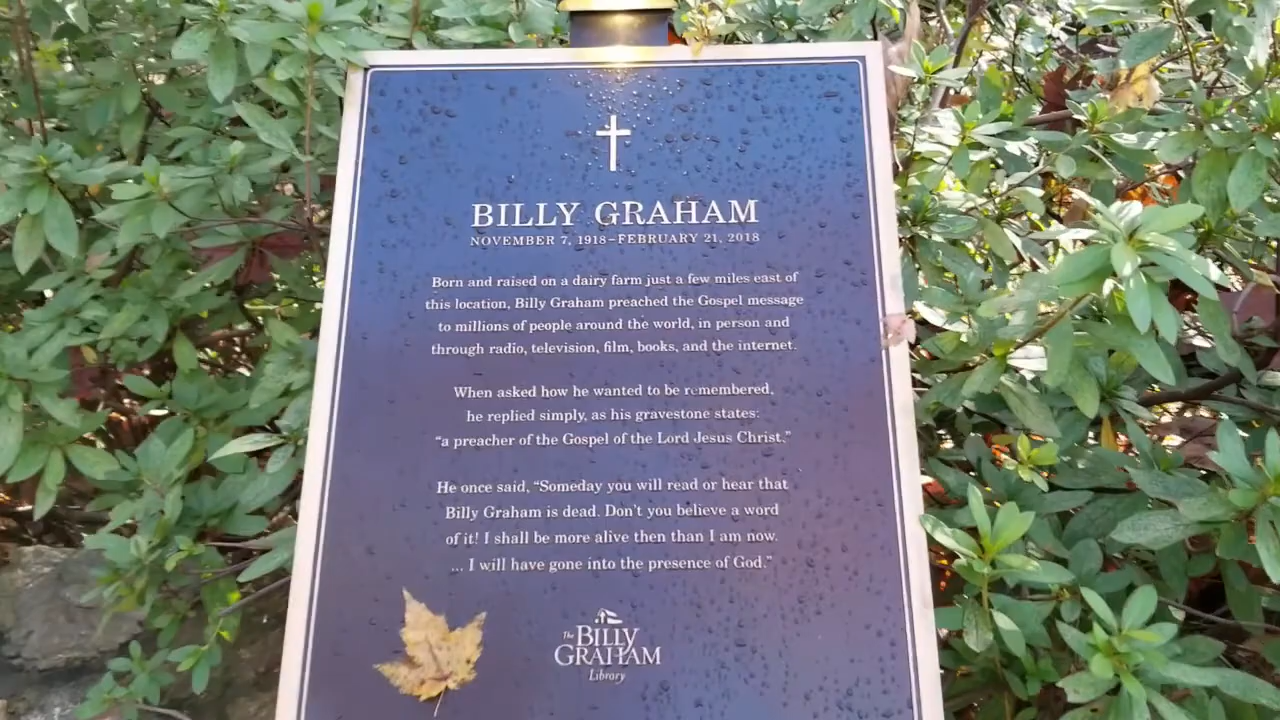 BILLY GRAHAM
NOVEMBER 7, 1918–FEBRUARY 21, 2018
Born and raised on a dairy farm just a few miles east of
this location, Billy Graham preached the Gospel message
to millions of people around the world, in person and
through radio, television, film, books, and the internet.
When asked how he wanted to be remembered,
he replied simply, as his gravestone states:
“a preacher of the Gospel of the Lord Jesus Christ.”
He once said, “Someday you will read or hear that
Billy Graham is dead. Don’t you believe a word
of it! I shall be more alive then than I am now.
... I will have gone into the presence of God.”
The BILLY
GRAHAM
Library